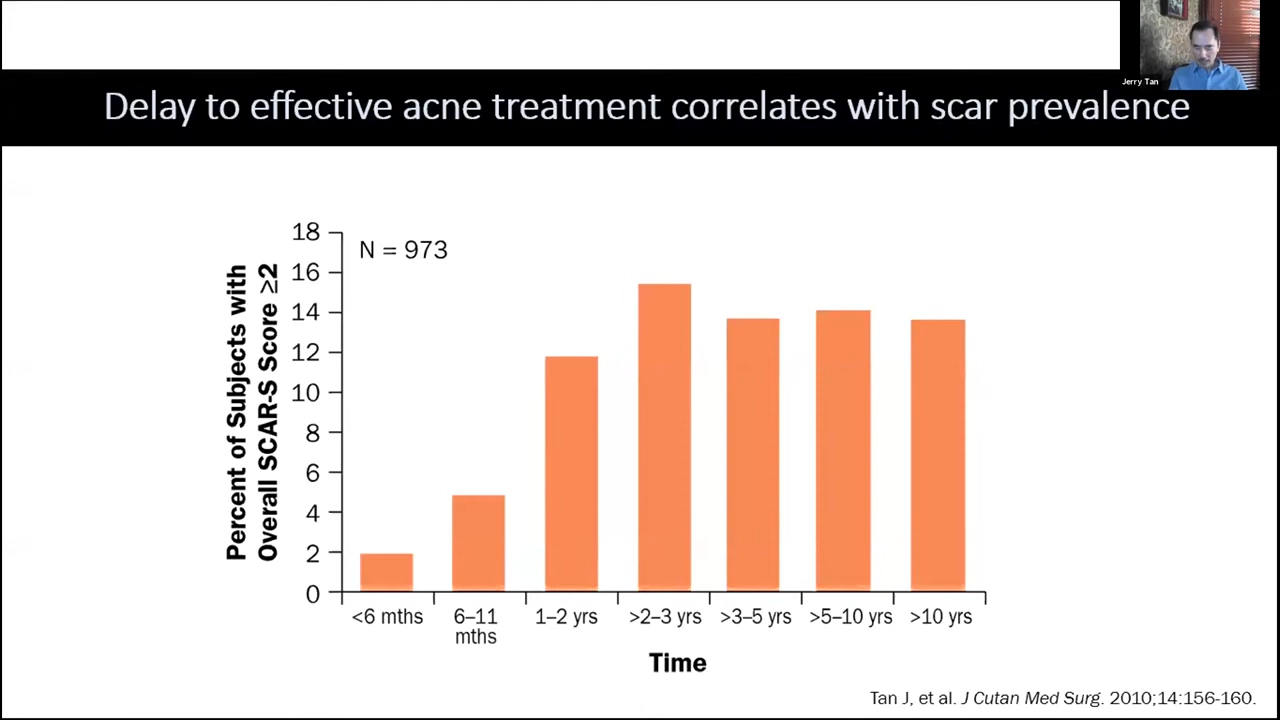 Jerry Tan
Delay to effective acne treatment correlates with scar prevalence
Percent of Subjects with
Overall SCAR-S Score ≥2
18
16
14
12
10
8
6
4
2
0
N = 973
<6 mths
6–11
mths
1–2 yrs
>2–3 yrs
>3–5 yrs
>5–10 yrs
>10 yrs
Time
Tan J, et al. J Cutan Med Surg. 2010;14:156-160.